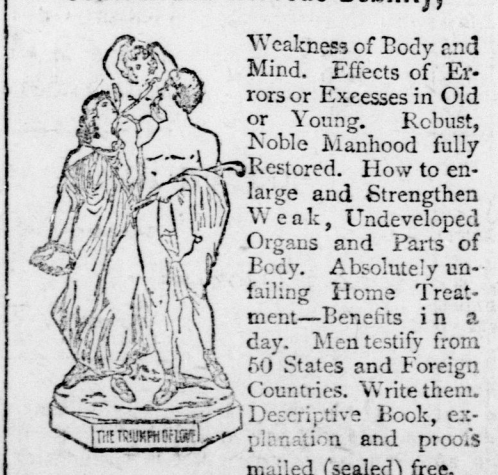 Debility,
Weakness of Body and
Mind. Effects of Er-
rors or Excesses in Old
or Young. Robust,
Noble Manhood fully
Restored. How to en-
large and Strengthen
Weak, Undeveloped
Organs and Parts of
Body. Absolutely un-
failing Home Treat-
ment—Benefits in a
day. Men testify from
50 States and Foreign
Countries. Write them.
Descriptive Book, ex-
planation and proofs
mailed (sealed) free.
THE TRIUMPH OF LOVE